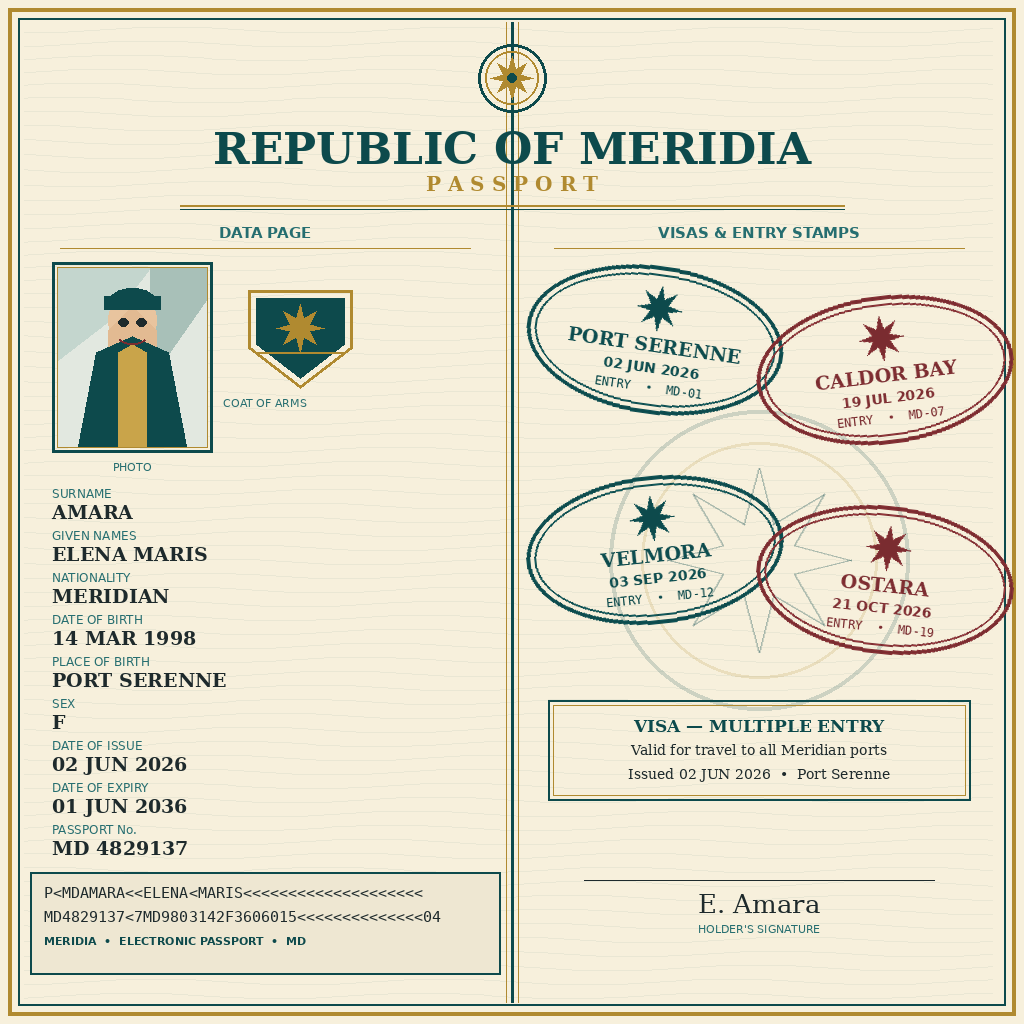 REPUBLIC OF MERIDIA
PASSPORT
DATA PAGE
PHOTO
COAT OF ARMS
SURNAME
AMARA
GIVEN NAMES
ELENA MARIS
NATIONALITY
MERIDIAN
DATE OF BIRTH
14 MAR 1998
PLACE OF BIRTH
PORT SERENNE
SEX
F
DATE OF ISSUE
02 JUN 2026
DATE OF EXPIRY
01 JUN 2036
PASSPORT No.
MD 4829137
P<MDAMARA<<ELENA<MARIS<<<<<<<<<<<<<<<<<<<<
MD4829137<7MD9803142F3606015<<<<<<<<<<<<<<04
MERIDIA • ELECTRONIC PASSPORT • MD
VISAS & ENTRY STAMPS
PORT SERENNE
02 JUN 2026
ENTRY • MD-01
CALDOR BAY
19 JUL 2026
ENTRY • MD-07
VELMORA
03 SEP 2026
ENTRY • MD-12
OSTARA
21 OCT 2026
ENTRY • MD-19
VISA — MULTIPLE ENTRY
Valid for travel to all Meridian ports
Issued 02 JUN 2026 • Port Serenne
E. Amara
HOLDER'S SIGNATURE